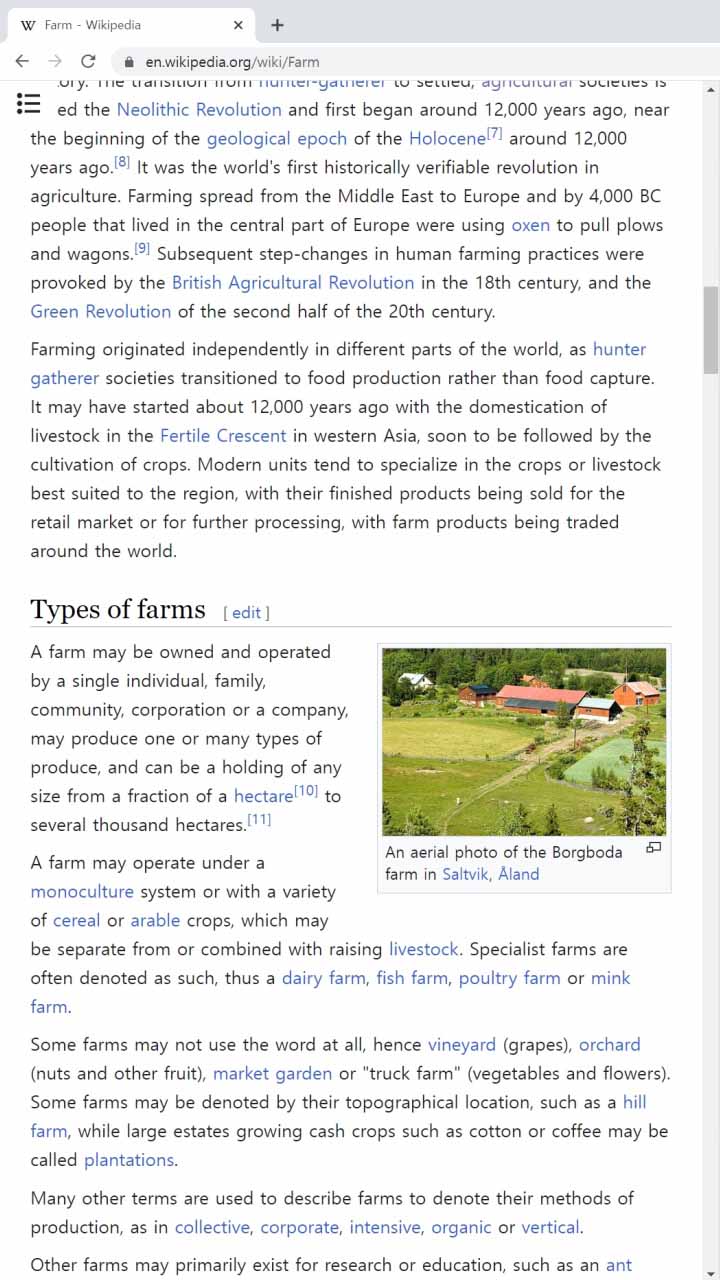 Farm - Wikipedia
en.wikipedia.org/wiki/Farm
ory. The transition from hunter-gatherer to settled, agricultural societies is
ed the Neolithic Revolution and first began around 12,000 years ago, near
the beginning of the geological epoch of the Holocene[7] around 12,000
years ago.[8] It was the world's first historically verifiable revolution in
agriculture. Farming spread from the Middle East to Europe and by 4,000 BC
people that lived in the central part of Europe were using oxen to pull plows
and wagons.[9] Subsequent step-changes in human farming practices were
provoked by the British Agricultural Revolution in the 18th century, and the
Green Revolution of the second half of the 20th century.
Farming originated independently in different parts of the world, as hunter
gatherer societies transitioned to food production rather than food capture.
It may have started about 12,000 years ago with the domestication of
livestock in the Fertile Crescent in western Asia, soon to be followed by the
cultivation of crops. Modern units tend to specialize in the crops or livestock
best suited to the region, with their finished products being sold for the
retail market or for further processing, with farm products being traded
around the world.
Types of farms [ edit ]
A farm may be owned and operated
by a single individual, family,
community, corporation or a company,
may produce one or many types of
produce, and can be a holding of any
size from a fraction of a hectare[10] to
several thousand hectares.[11]
An aerial photo of the Borgboda
farm in Saltvik, Åland
A farm may operate under a
monoculture system or with a variety
of cereal or arable crops, which may
be separate from or combined with raising livestock. Specialist farms are
often denoted as such, thus a dairy farm, fish farm, poultry farm or mink
farm.
Some farms may not use the word at all, hence vineyard (grapes), orchard
(nuts and other fruit), market garden or "truck farm" (vegetables and flowers).
Some farms may be denoted by their topographical location, such as a hill
farm, while large estates growing cash crops such as cotton or coffee may be
called plantations.
Many other terms are used to describe farms to denote their methods of
production, as in collective, corporate, intensive, organic or vertical.
Other farms may primarily exist for research or education, such as an ant